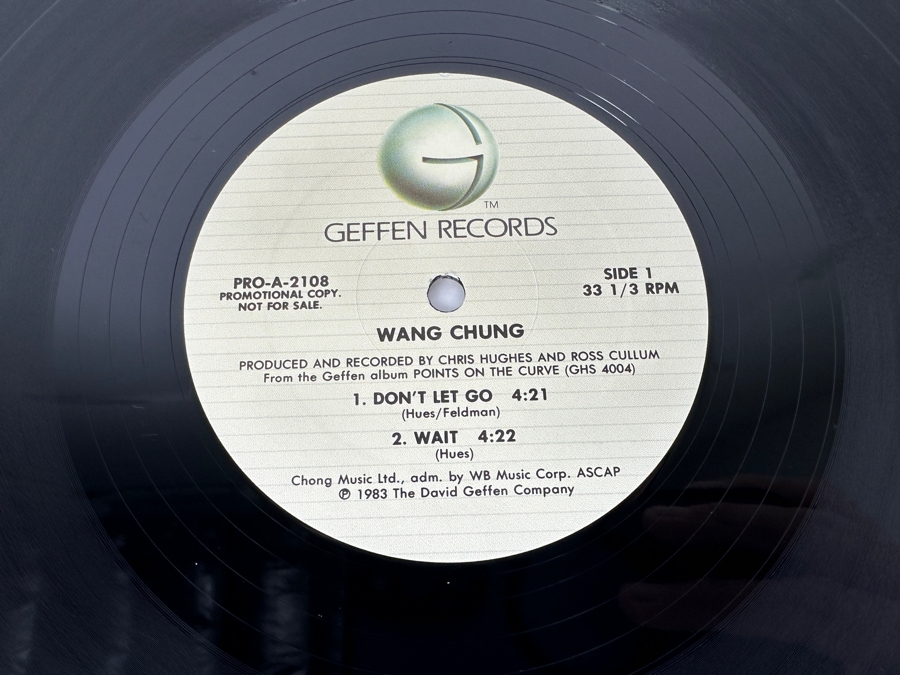 TM
GEFFEN RECORDS
PRO-A-2108
PROMOTIONAL COPY.
NOT FOR SALE.
SIDE 1
33 1/3 RPM
WANG CHUNG
PRODUCED AND RECORDED BY CHRIS HUGHES AND ROSS CULLUM
From the Geffen album POINTS ON THE CURVE (GHS 4004)
1. DON'T LET GO 4:21
(Hues/Feldman)
2. WAIT 4:22
(Hues)
Chong Music Ltd., adm. by WB Music Corp. ASCAP
℗ 1983 The David Geffen Company